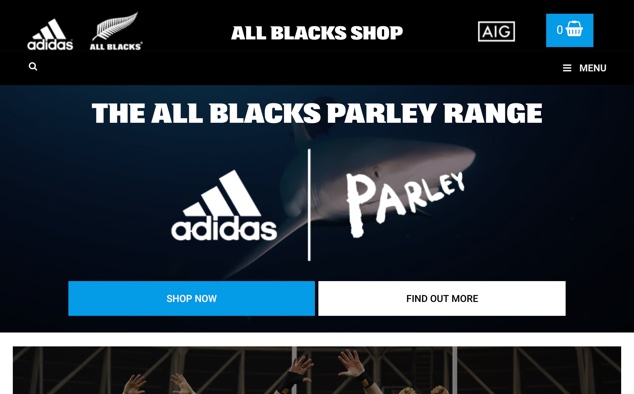 adidas
ALL BLACKS
ALL BLACKS SHOP
AIG
0
MENU
THE ALL BLACKS PARLEY RANGE
adidas
PARLEY
SHOP NOW
FIND OUT MORE